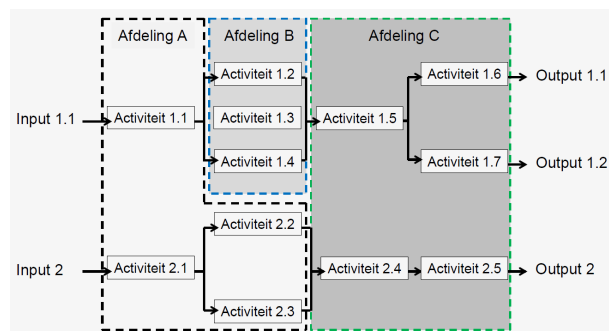 Afdeling A
Afdeling B
Afdeling C
Activiteit 1.2
Activiteit 1.6
Output 1.1
Input 1.1
Activiteit 1.1
Activiteit 1.3
Activiteit 1.5
Activiteit 1.4
Activiteit 1.7
Output 1.2
Activiteit 2.2
Input 2
Activiteit 2.1
Activiteit 2.4
Activiteit 2.5
Output 2
Activiteit 2.3